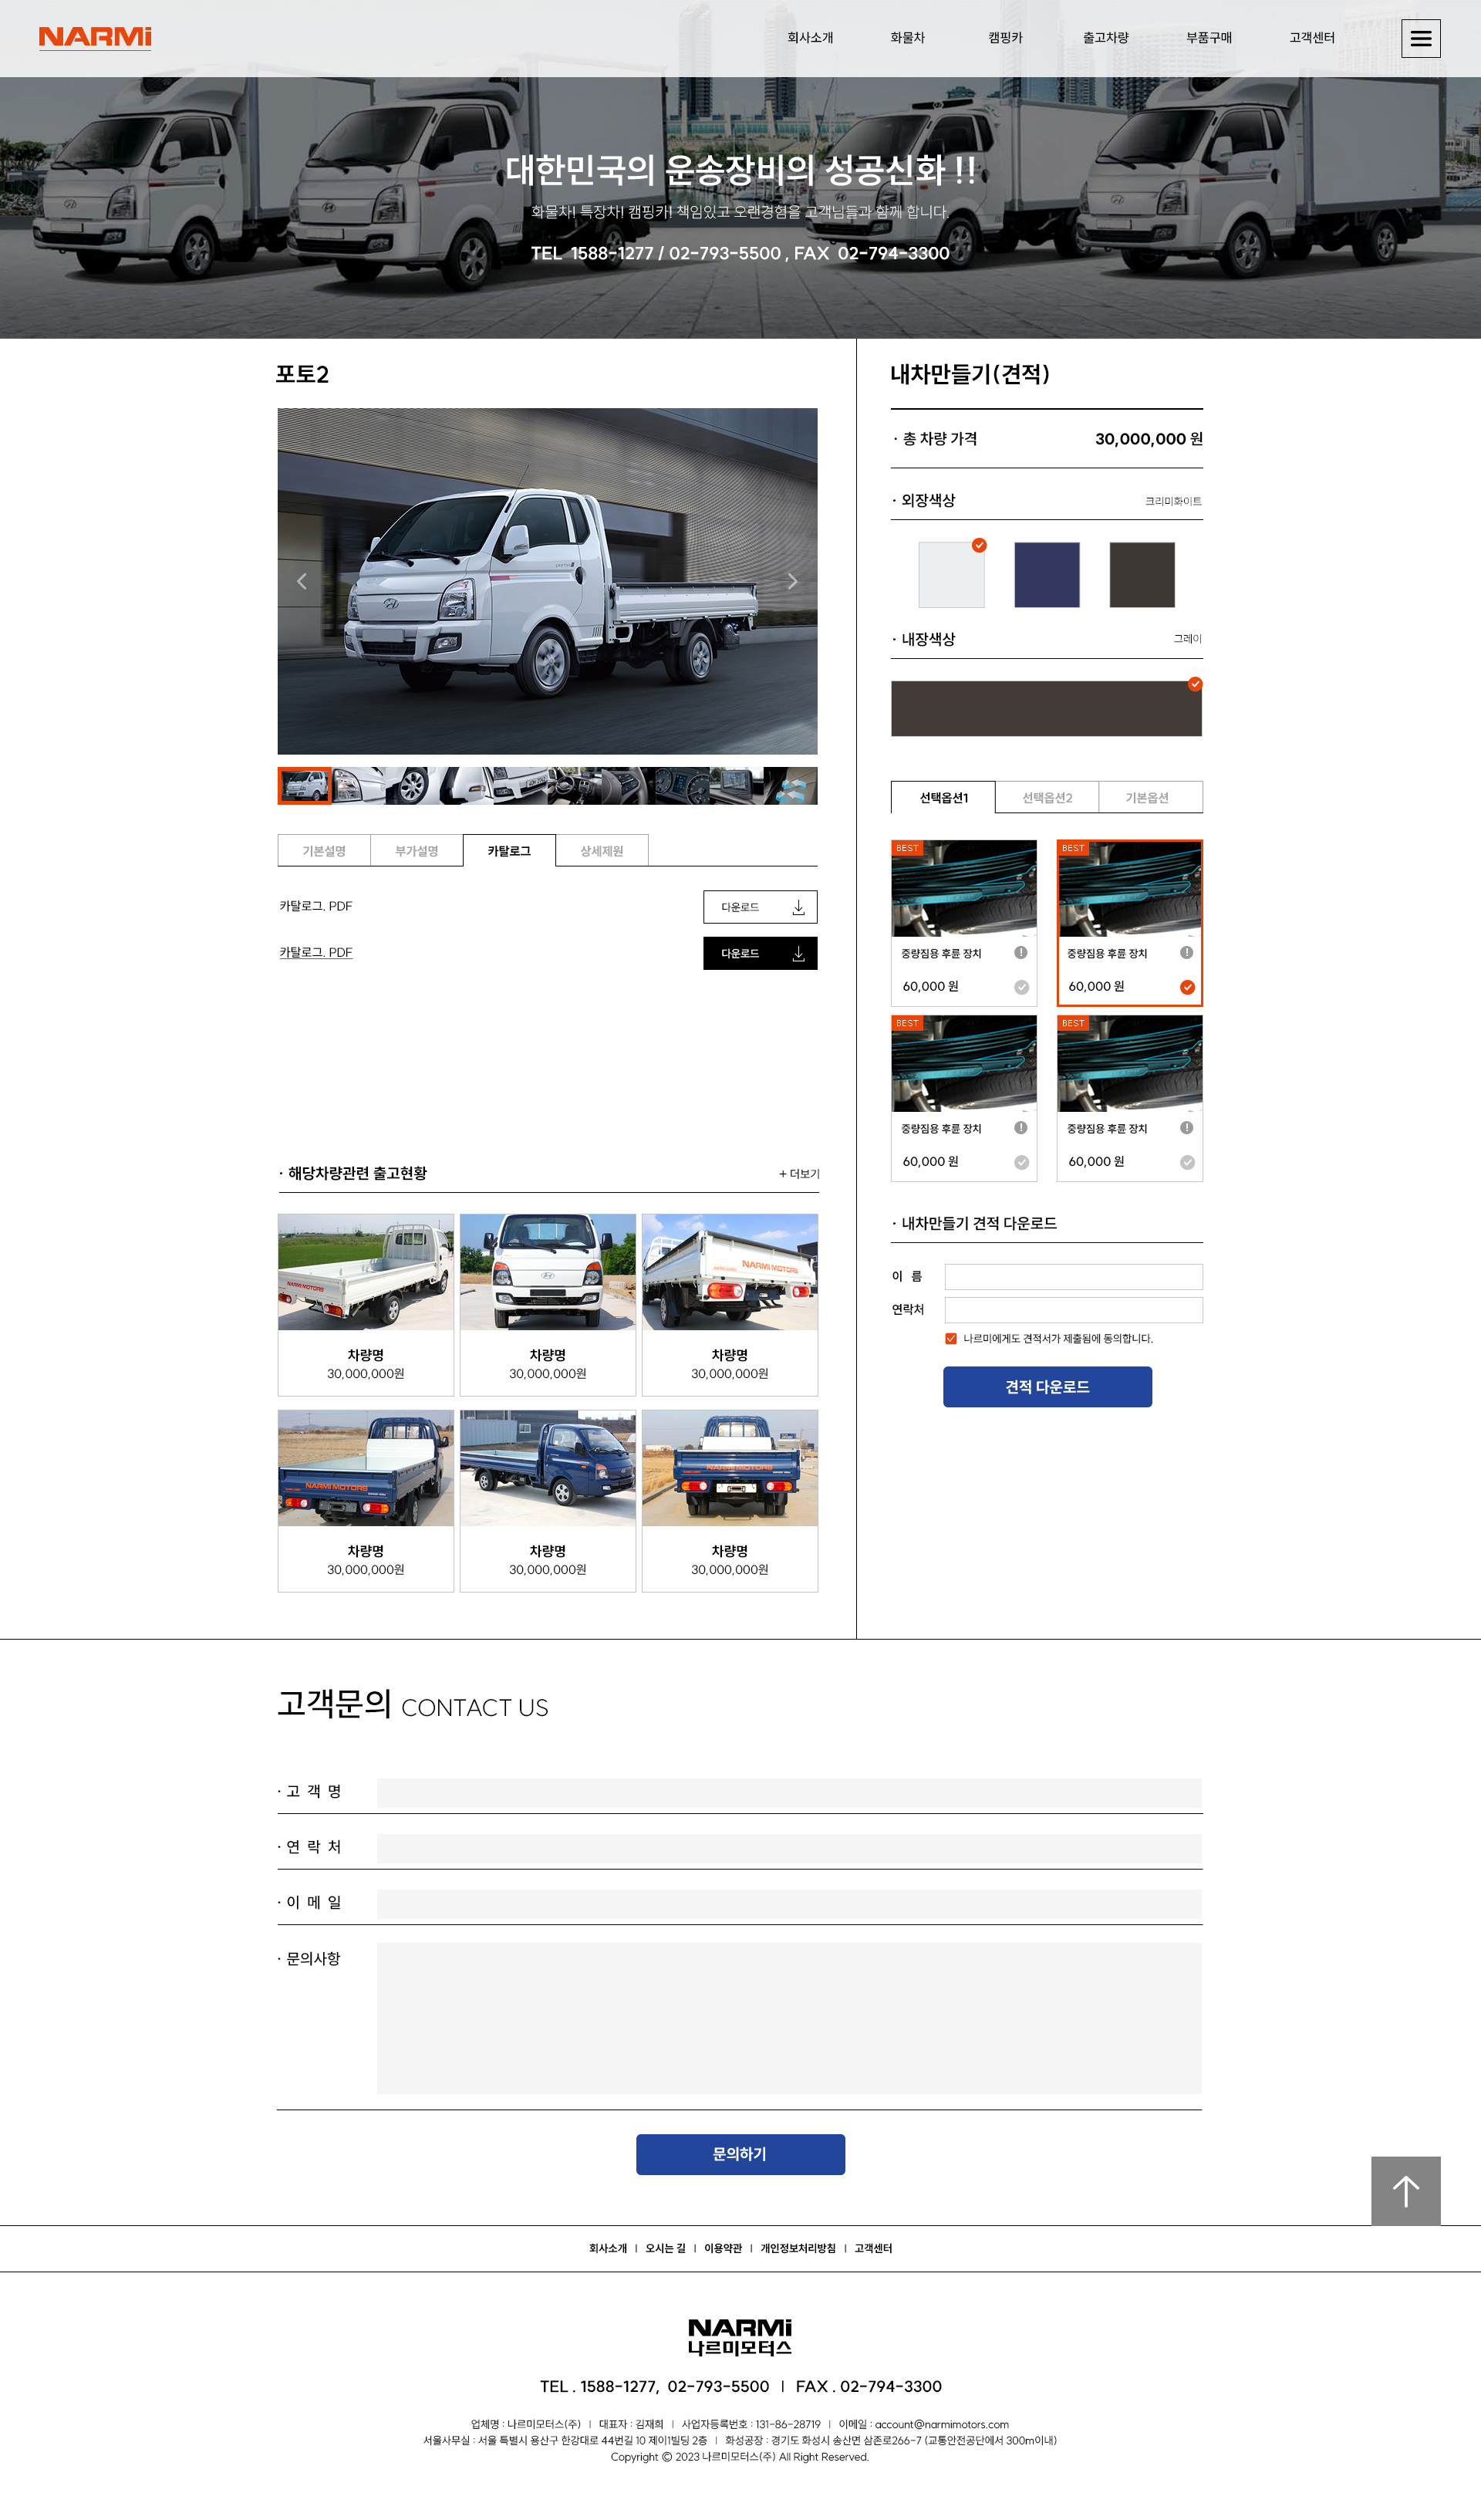 NARMi
회사소개 화물차 캠핑카 출고차량 부품구매 고객센터
대한민국의 운송장비의 성공신화 !!
화물차! 특장차! 캠핑카! 책임있고 오랜경험을 고객님들과 함께 합니다.
TEL 1588-1277 / 02-793-5500 , FAX 02-794-3300
포토2
기본설명 부가설명 카탈로그 상세제원
카탈로그. PDF 다운로드
카탈로그. PDF 다운로드
· 해당차량관련 출고현황 + 더보기
NARMI MOTORS
NARMI MOTORS
차량명 차량명 차량명
30,000,000원 30,000,000원 30,000,000원
NARMI MOTORS
NARMI MOTORS
차량명 차량명 차량명
30,000,000원 30,000,000원 30,000,000원
내차만들기(견적)
· 총 차량 가격 30,000,000 원
· 외장색상 크리미화이트
· 내장색상 그레이
선택옵션1 선택옵션2 기본옵션
BEST BEST
중량짐용 후륜 장치 중량짐용 후륜 장치
60,000 원 60,000 원
BEST BEST
중량짐용 후륜 장치 중량짐용 후륜 장치
60,000 원 60,000 원
· 내차만들기 견적 다운로드
이 름
연락처
나르미에게도 견적서가 제출됨에 동의합니다.
견적 다운로드
고객문의 CONTACT US
· 고 객 명
· 연 락 처
· 이 메 일
· 문의사항
문의하기
회사소개 | 오시는 길 | 이용약관 | 개인정보처리방침 | 고객센터
NARMi
나르미모터스
TEL . 1588-1277, 02-793-5500 | FAX . 02-794-3300
업체명 : 나르미모터스(주) | 대표자 : 김재희 | 사업자등록번호 : 131-86-28719 | 이메일 : account@narmimotors.com
서울사무실 : 서울 특별시 용산구 한강대로 44번길 10 제이1빌딩 2층 | 화성공장 : 경기도 화성시 송산면 삼존로266-7 (교통안전공단에서 300m이내)
Copyright ⓒ 2023 나르미모터스(주) All Right Reserved.